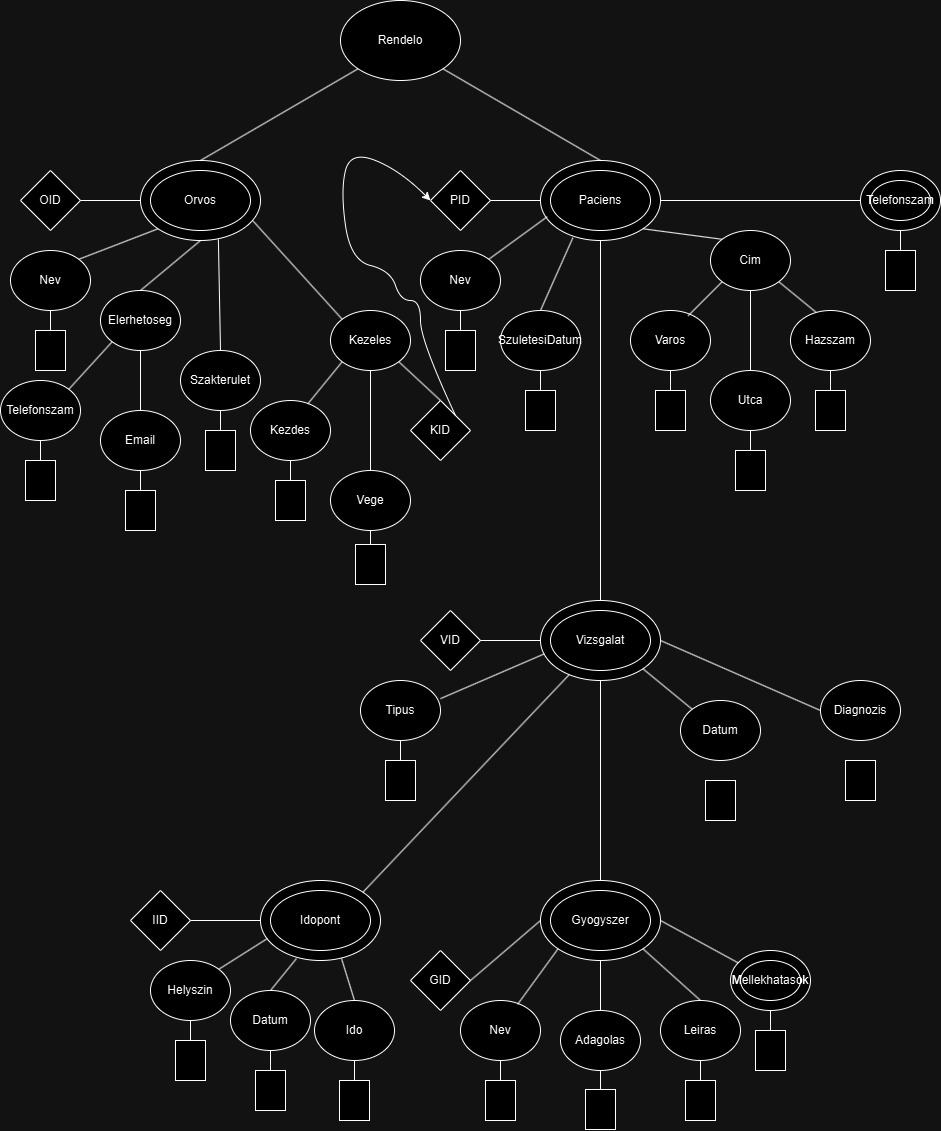 Rendelo
OID
Orvos
PID
Paciens
Telefonszam
Nev
Elerhetoseg
Telefonszam
Email
Szakterulet
Kezeles
Kezdes
Vege
KID
Nev
SzuletesiDatum
Cim
Varos
Utca
Hazszam
VID
Vizsgalat
Tipus
Datum
Diagnozis
IID
Idopont
Helyszin
Datum
Ido
Gyogyszer
GID
Nev
Adagolas
Leiras
Mellekhatasok